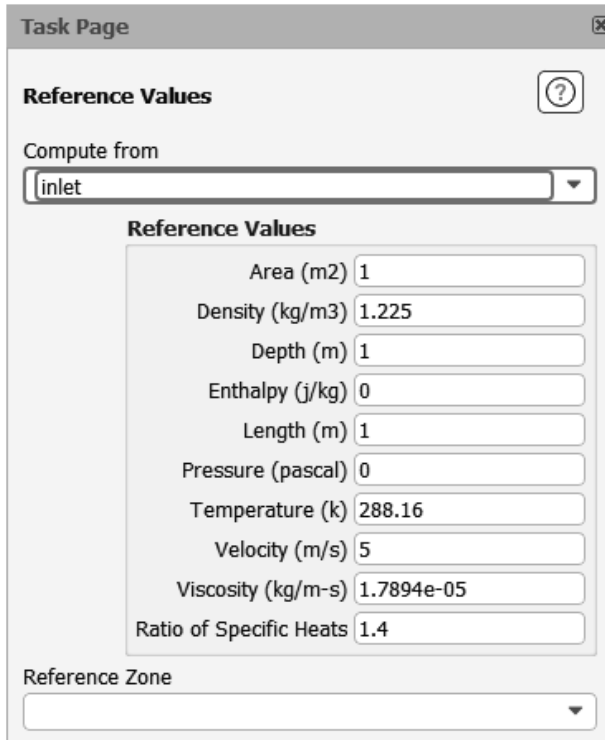 Task Page
Reference Values
Compute from
inlet
Reference Values
Area (m2) 1
Density (kg/m3) 1.225
Depth (m) 1
Enthalpy (j/kg) 0
Length (m) 1
Pressure (pascal) 0
Temperature (k) 288.16
Velocity (m/s) 5
Viscosity (kg/m-s) 1.7894e-05
Ratio of Specific Heats 1.4
Reference Zone